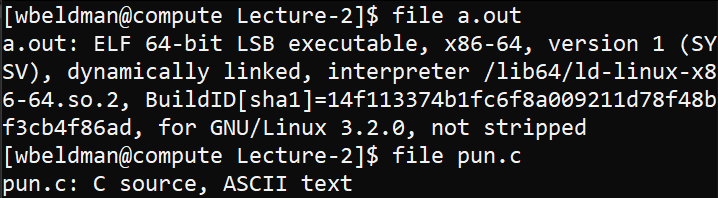 [wbeldman@compute Lecture-2]$ file a.out
a.out: ELF 64-bit LSB executable, x86-64, version 1 (SY
SV), dynamically linked, interpreter /lib64/ld-linux-x8
6-64.so.2, BuildID[sha1]=14f113374b1fc6f8a009211d78f48b
f3cb4f86ad, for GNU/Linux 3.2.0, not stripped
[wbeldman@compute Lecture-2]$ file pun.c
pun.c: C source, ASCII text